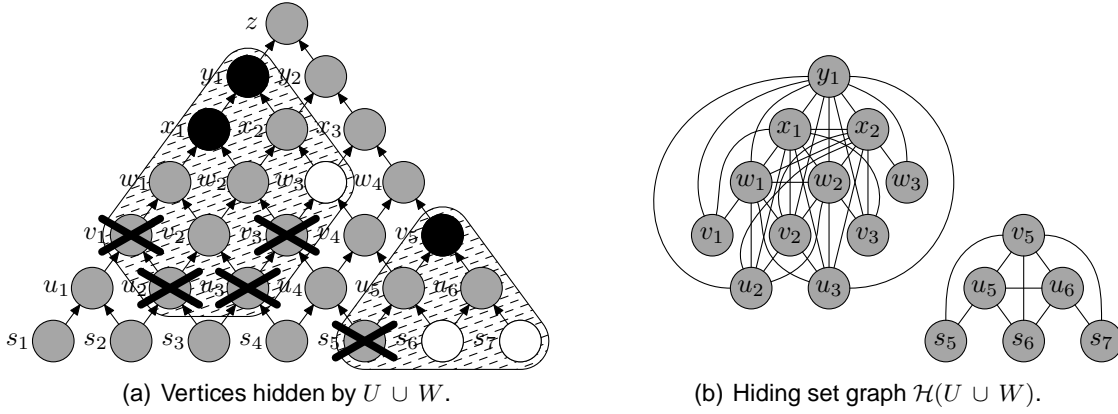 z
y₁ y₂
x₁ x₂ x₃
w₁ w₂ w₃ w₄
v₁ v₂ v₃ v₄ v₅
u₁ u₂ u₃ u₄ u₅ u₆
s₁ s₂ s₃ s₄ s₅ s₆ s₇
(a) Vertices hidden by U ∪ W.
y₁
x₁ x₂
w₁ w₂ w₃
v₁ v₂ v₃ v₅
u₂ u₃ u₅ u₆
s₅ s₆ s₇
(b) Hiding set graph ℋ(U ∪ W).